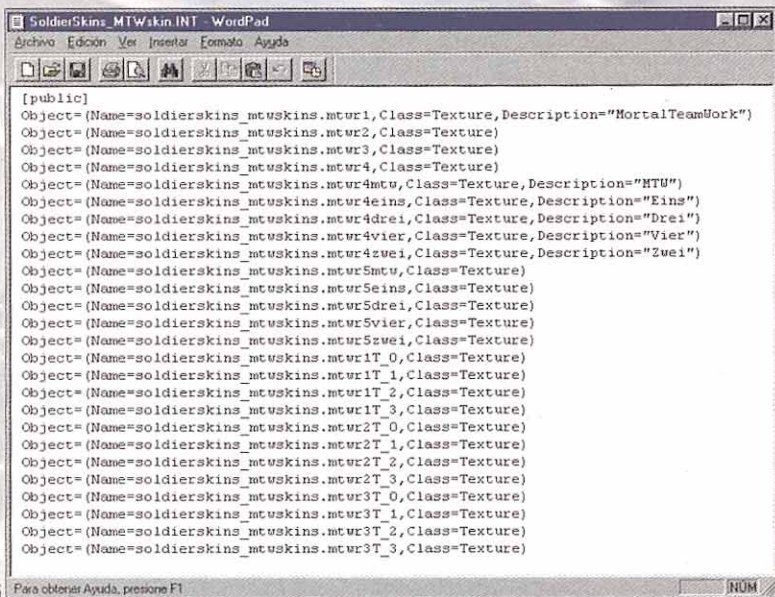 SoldierSkins_MTWskin.INT - WordPad
Archivo Edición Ver Insertar Formato Ayuda
[public]
Object=(Name=soldierskins_mtwskins.mtwr1,Class=Texture,Description="MortalTeamWork")
Object=(Name=soldierskins_mtwskins.mtwr2,Class=Texture)
Object=(Name=soldierskins_mtwskins.mtwr3,Class=Texture)
Object=(Name=soldierskins_mtwskins.mtwr4,Class=Texture)
Object=(Name=soldierskins_mtwskins.mtwr4mtw,Class=Texture,Description="MTW")
Object=(Name=soldierskins_mtwskins.mtwr4eins,Class=Texture,Description="Eins")
Object=(Name=soldierskins_mtwskins.mtwr4drei,Class=Texture,Description="Drei")
Object=(Name=soldierskins_mtwskins.mtwr4vier,Class=Texture,Description="Vier")
Object=(Name=soldierskins_mtwskins.mtwr4zwei,Class=Texture,Description="Zwei")
Object=(Name=soldierskins_mtwskins.mtwr5mtw,Class=Texture)
Object=(Name=soldierskins_mtwskins.mtwr5eins,Class=Texture)
Object=(Name=soldierskins_mtwskins.mtwr5drei,Class=Texture)
Object=(Name=soldierskins_mtwskins.mtwr5vier,Class=Texture)
Object=(Name=soldierskins_mtwskins.mtwr5zwei,Class=Texture)
Object=(Name=soldierskins_mtwskins.mtwr1T_0,Class=Texture)
Object=(Name=soldierskins_mtwskins.mtwr1T_1,Class=Texture)
Object=(Name=soldierskins_mtwskins.mtwr1T_2,Class=Texture)
Object=(Name=soldierskins_mtwskins.mtwr1T_3,Class=Texture)
Object=(Name=soldierskins_mtwskins.mtwr2T_0,Class=Texture)
Object=(Name=soldierskins_mtwskins.mtwr2T_1,Class=Texture)
Object=(Name=soldierskins_mtwskins.mtwr2T_2,Class=Texture)
Object=(Name=soldierskins_mtwskins.mtwr2T_3,Class=Texture)
Object=(Name=soldierskins_mtwskins.mtwr3T_0,Class=Texture)
Object=(Name=soldierskins_mtwskins.mtwr3T_1,Class=Texture)
Object=(Name=soldierskins_mtwskins.mtwr3T_2,Class=Texture)
Object=(Name=soldierskins_mtwskins.mtwr3T_3,Class=Texture)
Para obtener Ayuda, presione F1 NÚM